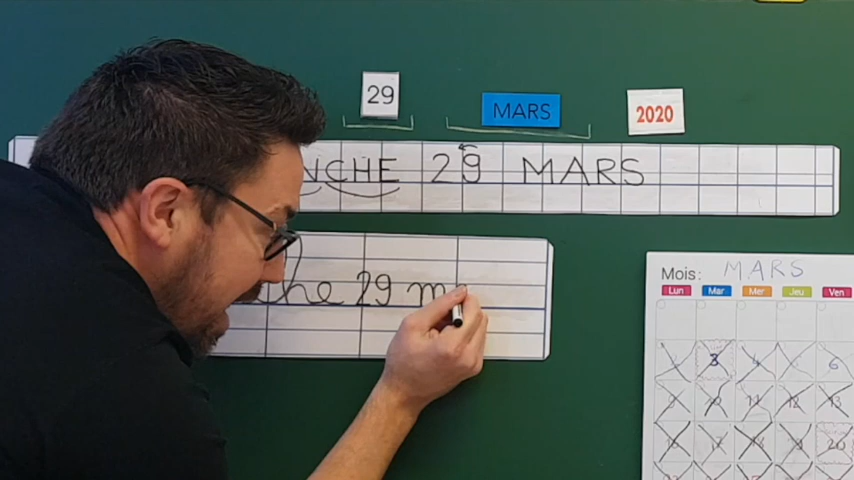 29
MARS
2020
NCHE 29 MARS
che 29 m
Mois: MARS
Lun Mar Mer Jeu Ven
3 4 6
11 12 13
20